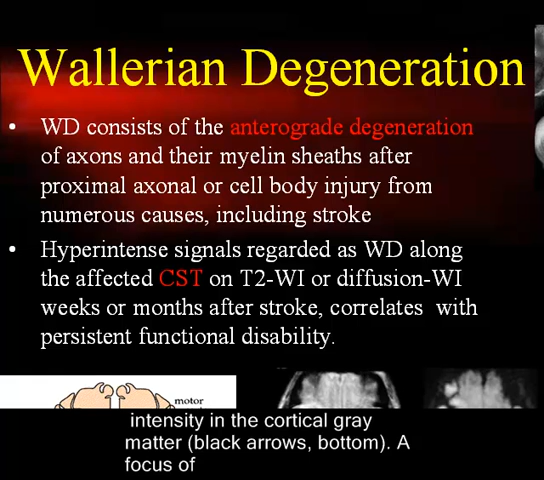 Wallerian Degeneration
• WD consists of the anterograde degeneration
of axons and their myelin sheaths after
proximal axonal or cell body injury from
numerous causes, including stroke
• Hyperintense signals regarded as WD along
the affected CST on T2-WI or diffusion-WI
weeks or months after stroke, correlates with
persistent functional disability.
motor
intensity in the cortical gray
matter (black arrows, bottom). A
focus of